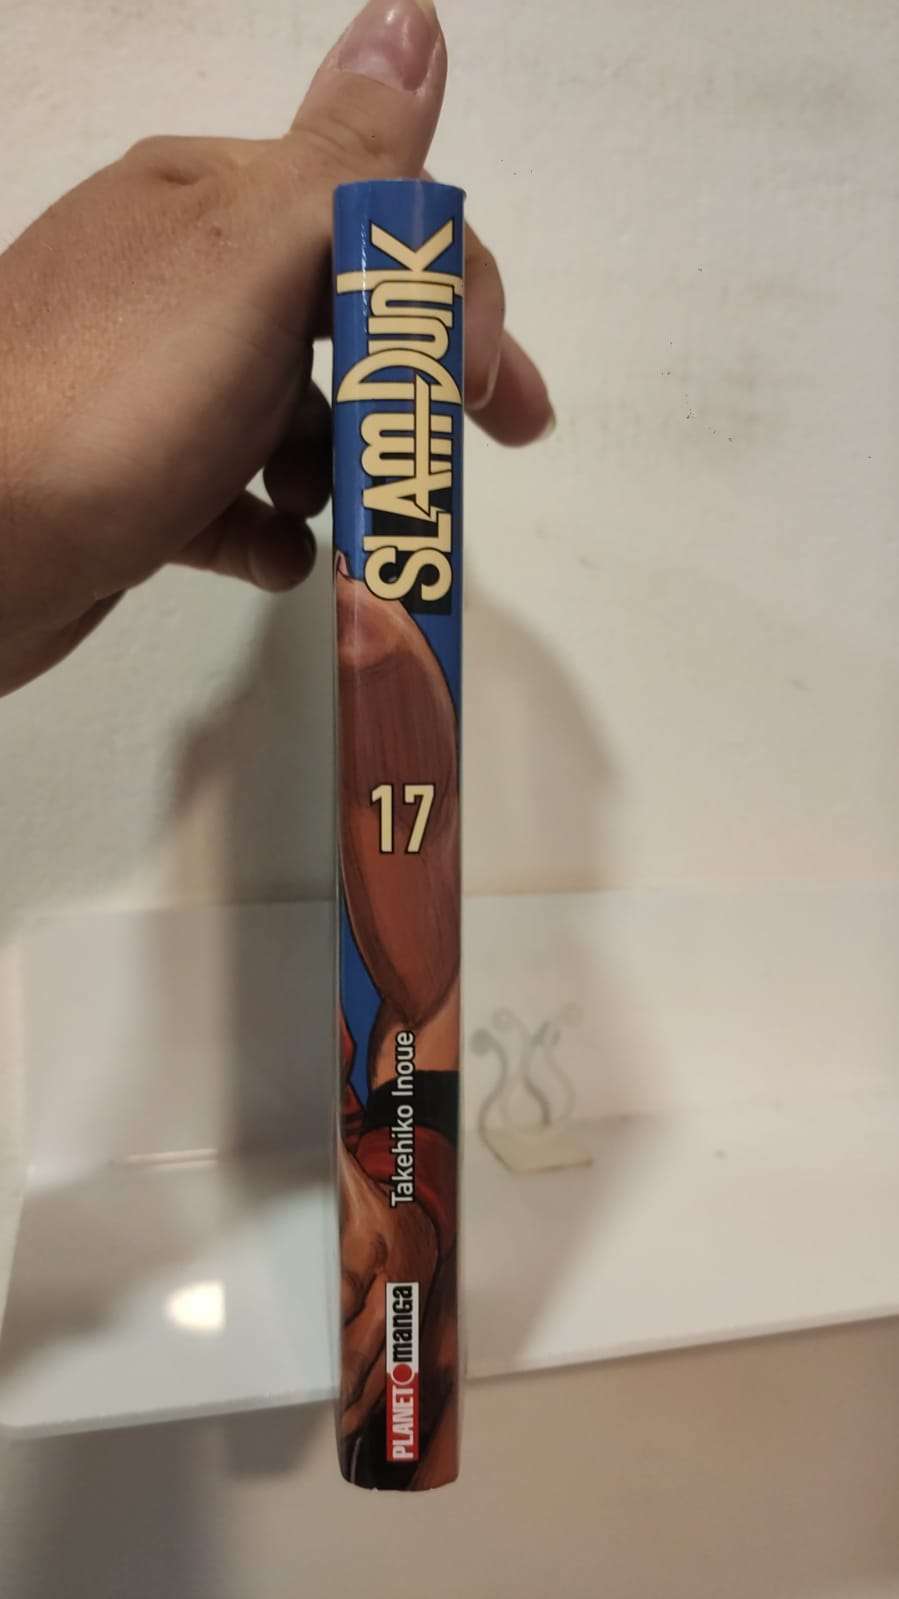 SLAM DUNK
17
Takehiko Inoue
PLANET manga